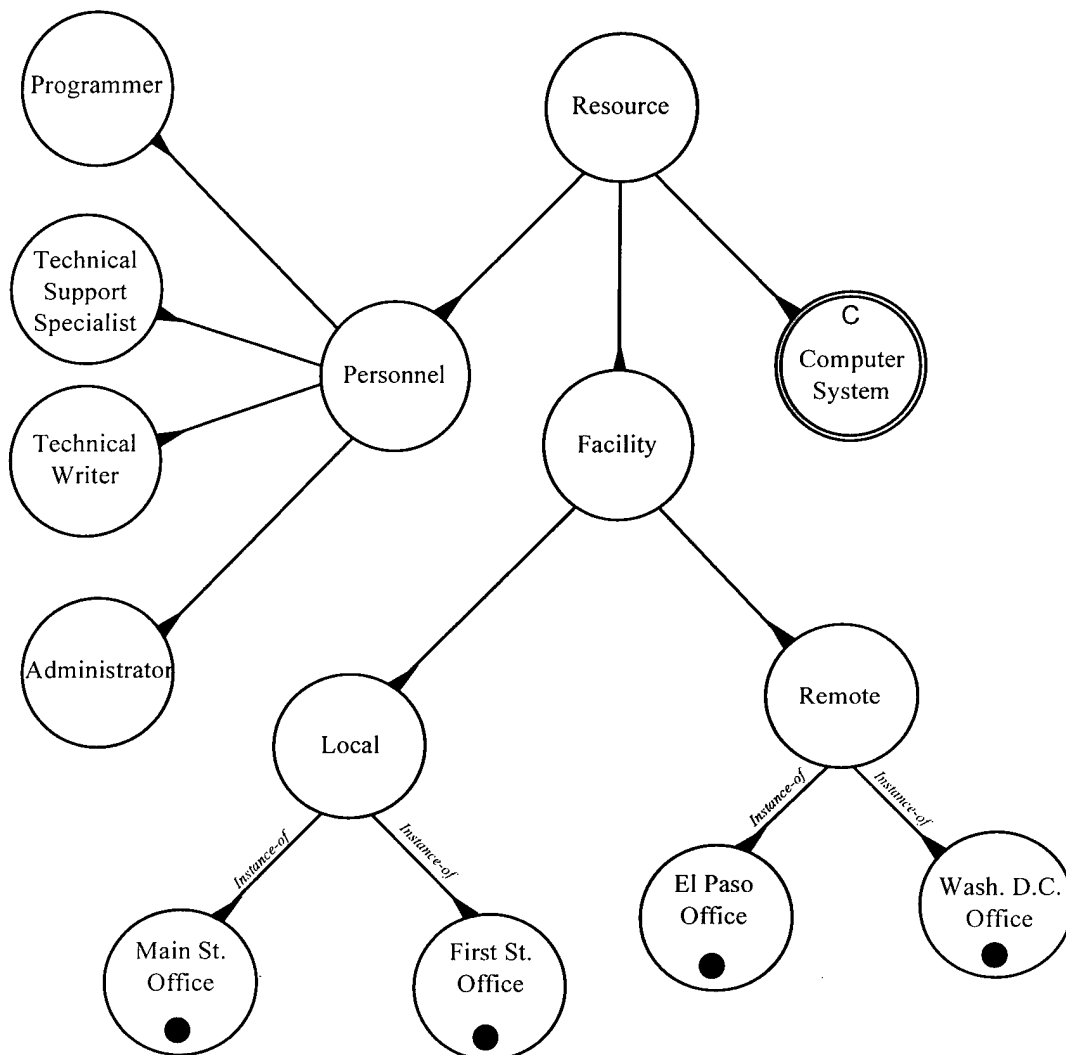 Programmer
Resource
Technical
Support
Specialist
C
Computer
System
Personnel
Technical
Writer
Facility
Administrator
Local
Remote
Instance-of
Instance-of
Instance-of
Instance-of
El Paso
Office
Wash. D.C.
Office
Main St.
Office
First St.
Office